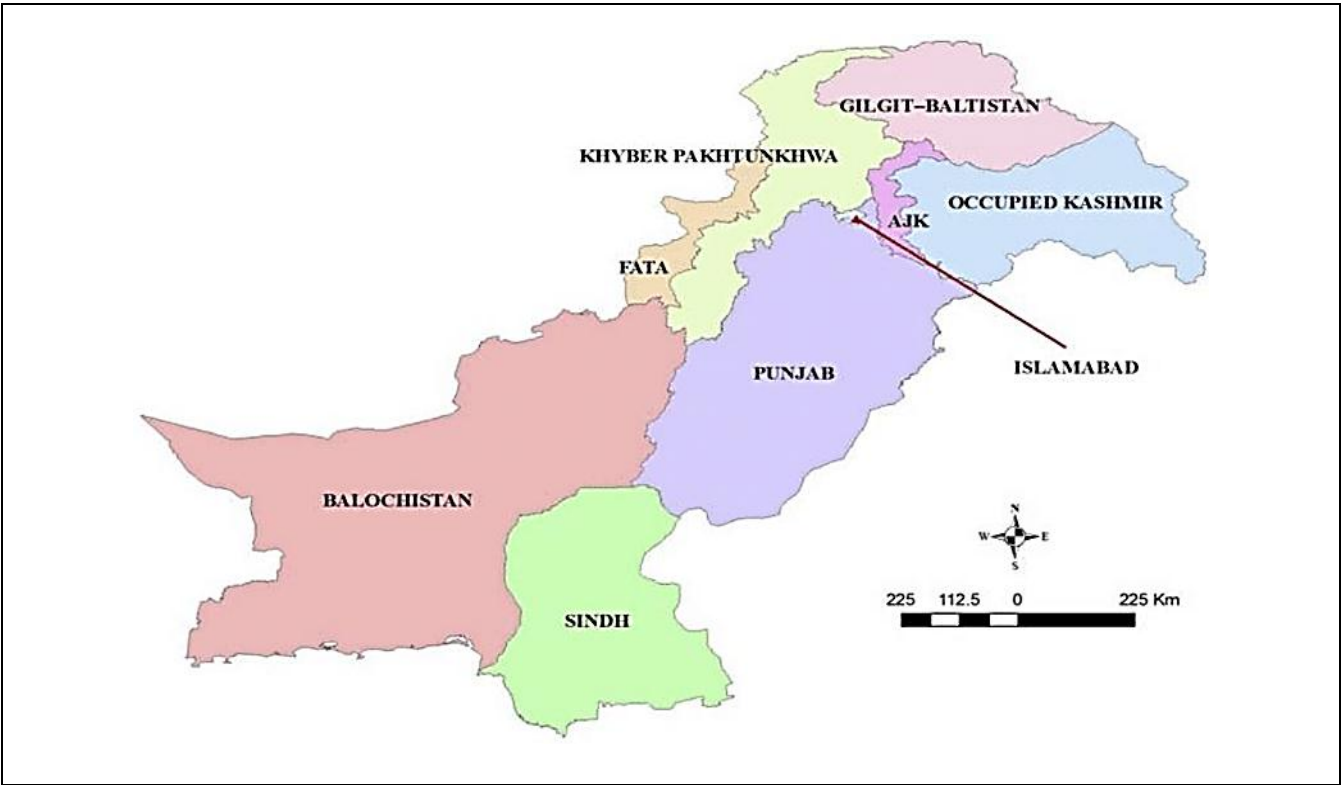 GILGIT–BALTISTAN
KHYBER PAKHTUNKHWA
OCCUPIED KASHMIR
AJK
FATA
ISLAMABAD
PUNJAB
BALOCHISTAN
N
W E
S
225 112.5 0 225 Km
SINDH